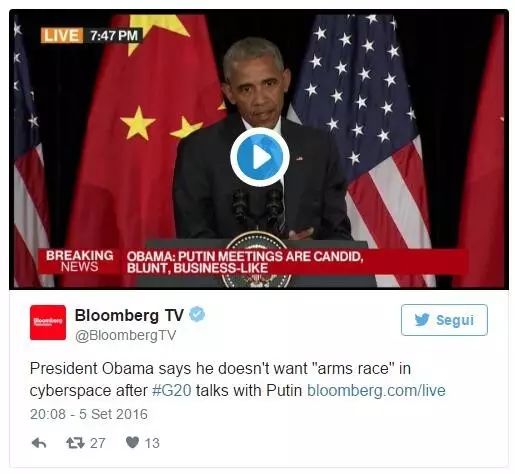 LIVE 7:47 PM
BREAKING NEWS
OBAMA: PUTIN MEETINGS ARE CANDID,
BLUNT, BUSINESS-LIKE
Bloomberg
Bloomberg TV
@BloombergTV
Segui
President Obama says he doesn't want "arms race" in
cyberspace after #G20 talks with Putin bloomberg.com/live
20:08 - 5 Set 2016
27 13